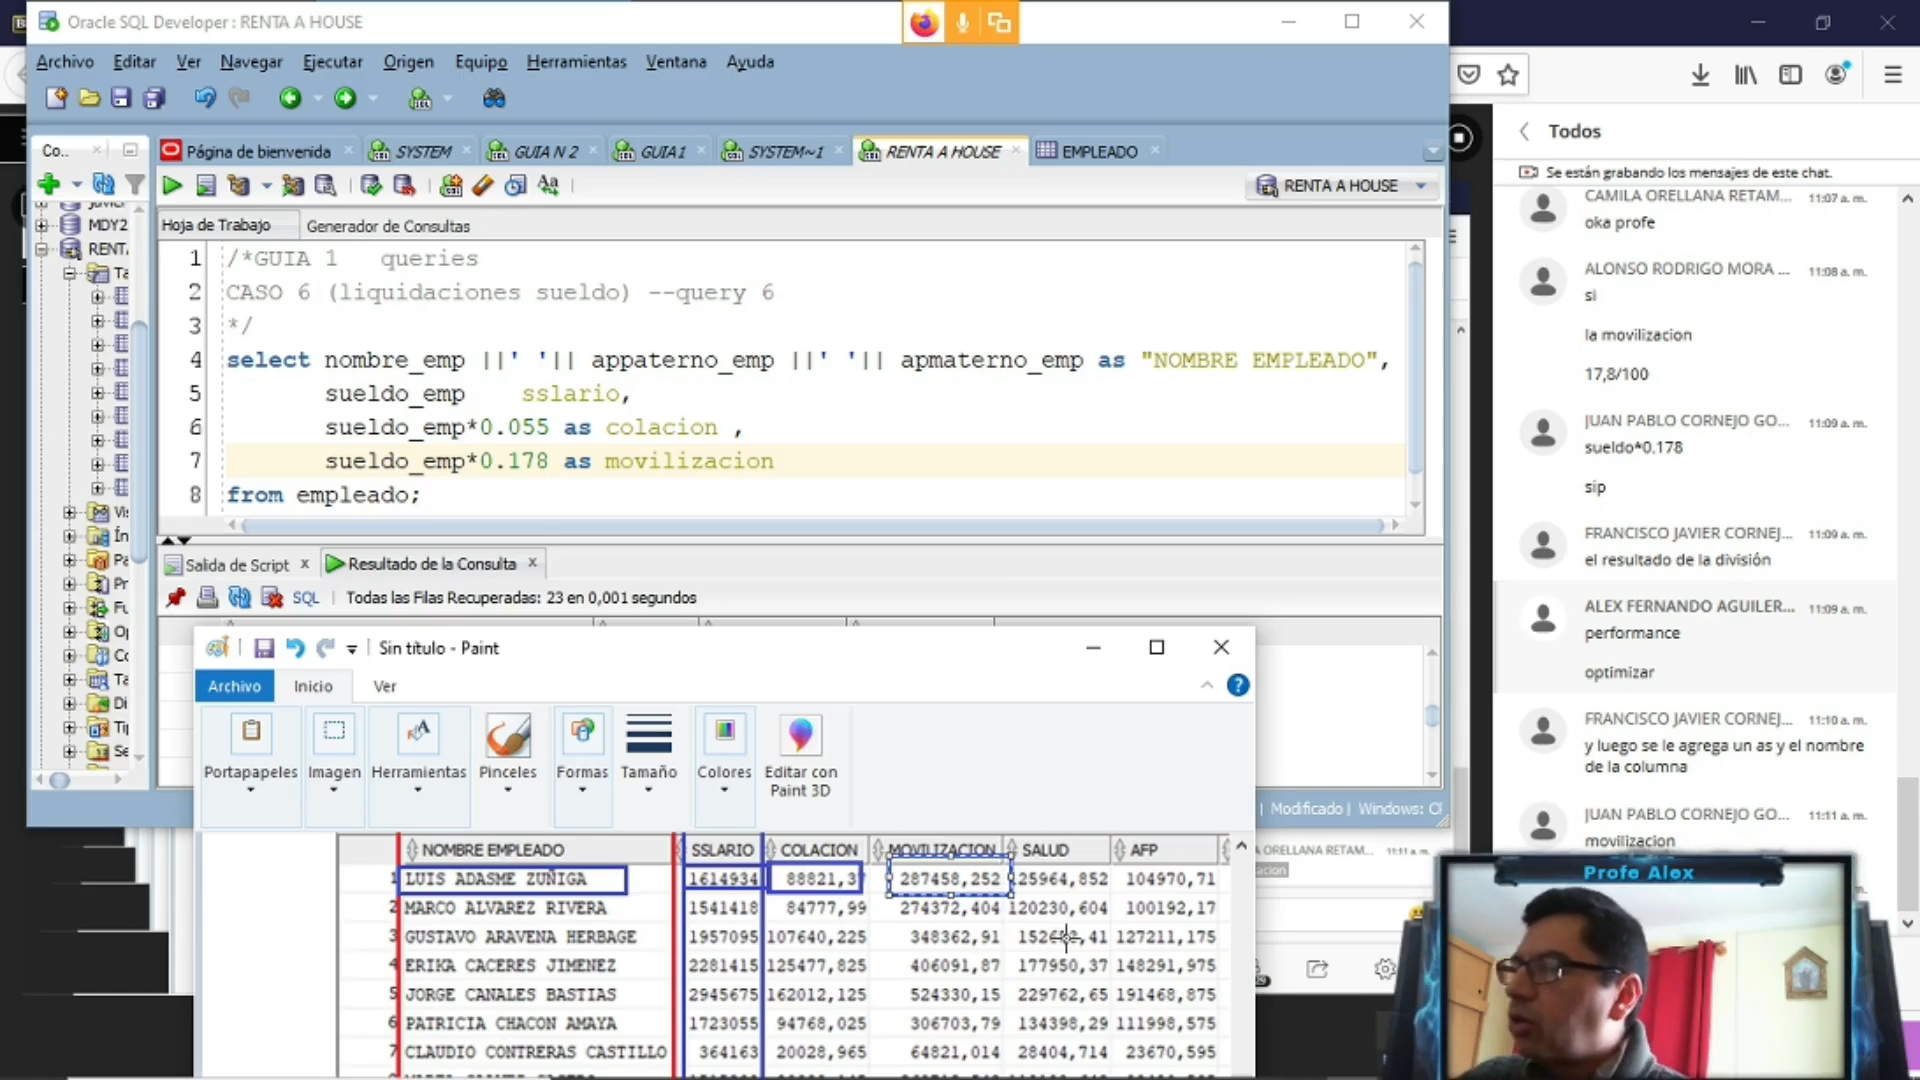 Oracle SQL Developer : RENTA A HOUSE
Archivo Editar Ver Navegar Ejecutar Origen Equipo Herramientas Ventana Ayuda
Co..
Página de bienvenida
SYSTEM
GUIA N 2
GUIA1
SYSTEM~1
RENTA A HOUSE
EMPLEADO
RENTA A HOUSE
MDY2
RENT
Hoja de Trabajo Generador de Consultas
1 /*GUIA 1 queries
2 CASO 6 (liquidaciones sueldo) --query 6
3 */
4 select nombre_emp ||' '|| appaterno_emp ||' '|| apmaterno_emp as "NOMBRE EMPLEADO",
5 sueldo_emp sslario,
6 sueldo_emp*0.055 as colacion ,
7 sueldo_emp*0.178 as movilizacion
8 from empleado;
Salida de Script
Resultado de la Consulta
SQL
Todas las Filas Recuperadas: 23 en 0,001 segundos
Sin título - Paint
Archivo Inicio Ver
Portapapeles Imagen Herramientas Pinceles Formas Tamaño Colores Editar con
Paint 3D
NOMBRE EMPLEADO SSLARIO COLACION MOVILIZACION SALUD AFP
1 LUIS ADASME ZUÑIGA 1614934 88821,3 287458,252 125964,852 104970,71
2 MARCO ALVAREZ RIVERA 1541418 84777,99 274372,404 120230,604 100192,17
3 GUSTAVO ARAVENA HERBAGE 1957095 107640,225 348362,91 127211,175
4 ERIKA CACERES JIMENEZ 2281415 125477,825 406091,87 177950,37 148291,975
5 JORGE CANALES BASTIAS 2945675 162012,125 524330,15 229762,65 191468,875
6 PATRICIA CHACON AMAYA 1723055 94768,025 306703,79 134398,29 111998,575
7 CLAUDIO CONTRERAS CASTILLO 364163 20028,965 64821,014 28404,714 23670,595
Modificado Windows: C
Todos
Se están grabando los mensajes de este chat.
CAMILA ORELLANA RETAM... 11:07 a. m.
oka profe
ALONSO RODRIGO MORA ... 11:08 a. m.
si
la movilizacion
17,8/100
JUAN PABLO CORNEJO GO... 11:09 a. m.
sueldo*0.178
sip
FRANCISCO JAVIER CORNEJ... 11:09 a. m.
el resultado de la división
ALEX FERNANDO AGUILER... 11:09 a. m.
performance
optimizar
FRANCISCO JAVIER CORNEJ... 11:10 a. m.
y luego se le agrega un as y el nombre
de la columna
JUAN PABLO CORNEJO GO... 11:11 a. m.
movilizacion
Profe Alex